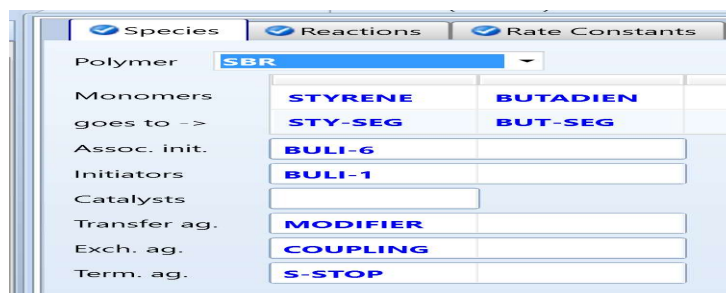 Species Reactions Rate Constants
Polymer SBR
Monomers STYRENE BUTADIEN
goes to -> STY-SEG BUT-SEG
Assoc. init. BULI-6
Initiators BULI-1
Catalysts
Transfer ag. MODIFIER
Exch. ag. COUPLING
Term. ag. S-STOP